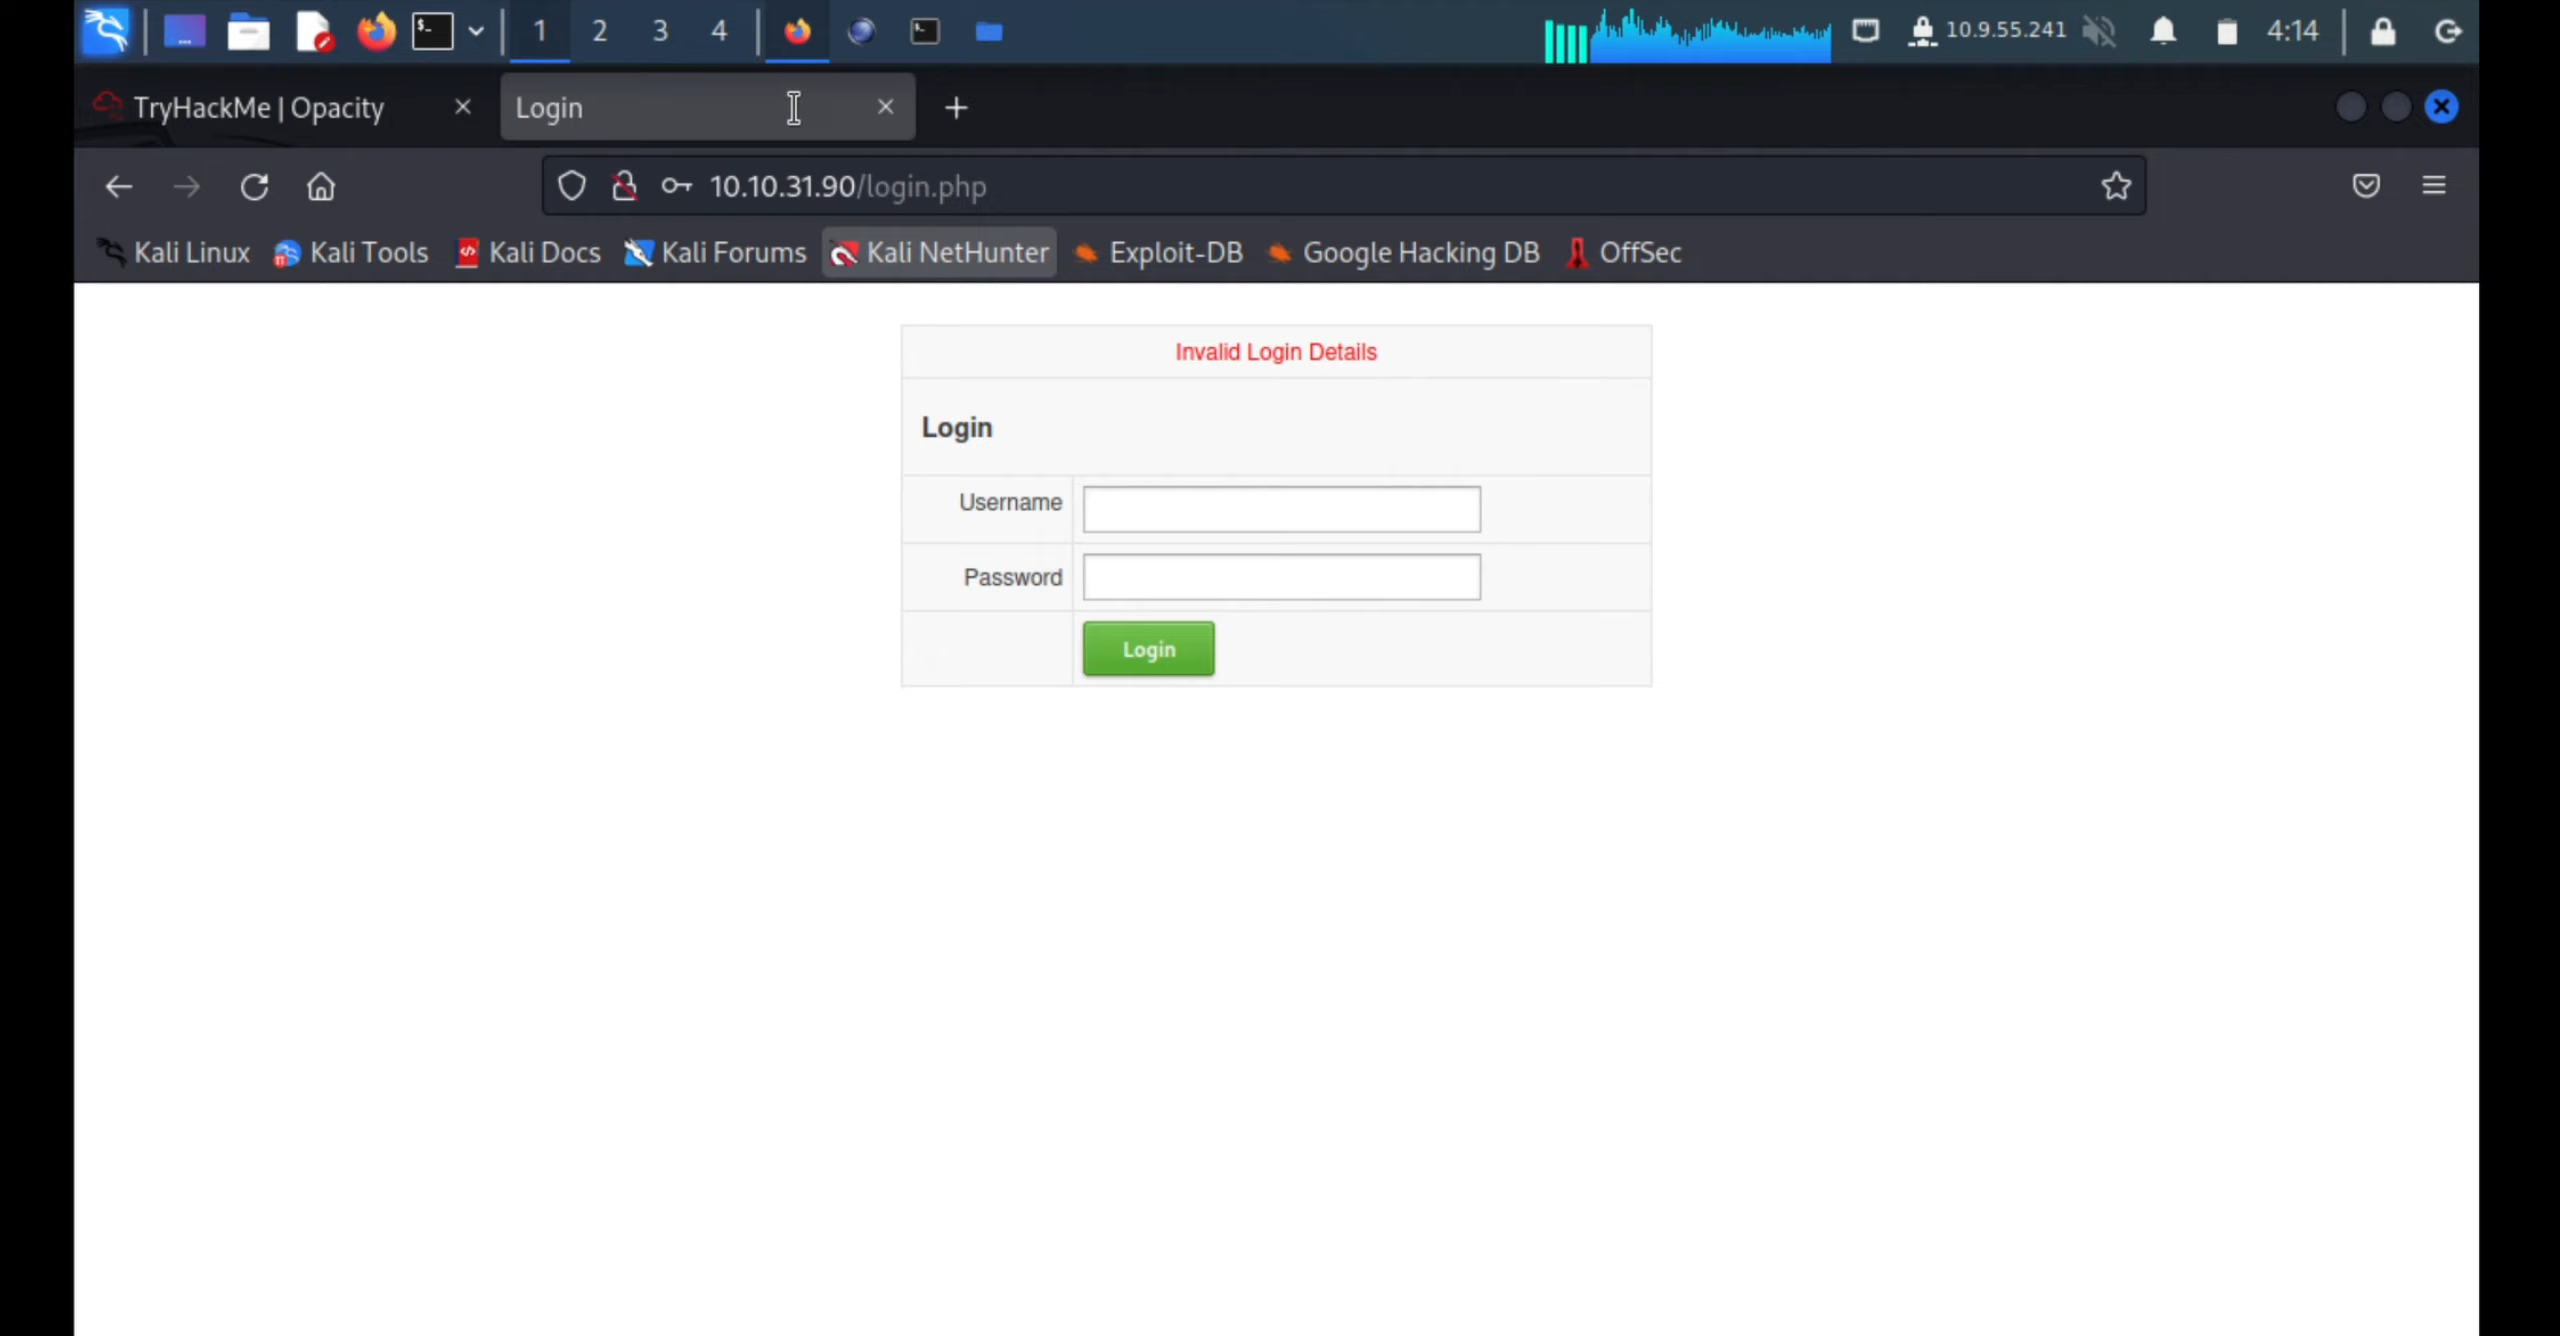 1 2 3 4 10.9.55.241 4:14
TryHackMe | Opacity Login
10.10.31.90/login.php
Kali Linux Kali Tools Kali Docs Kali Forums Kali NetHunter Exploit-DB Google Hacking DB OffSec
Invalid Login Details
Login
Username
Password
Login